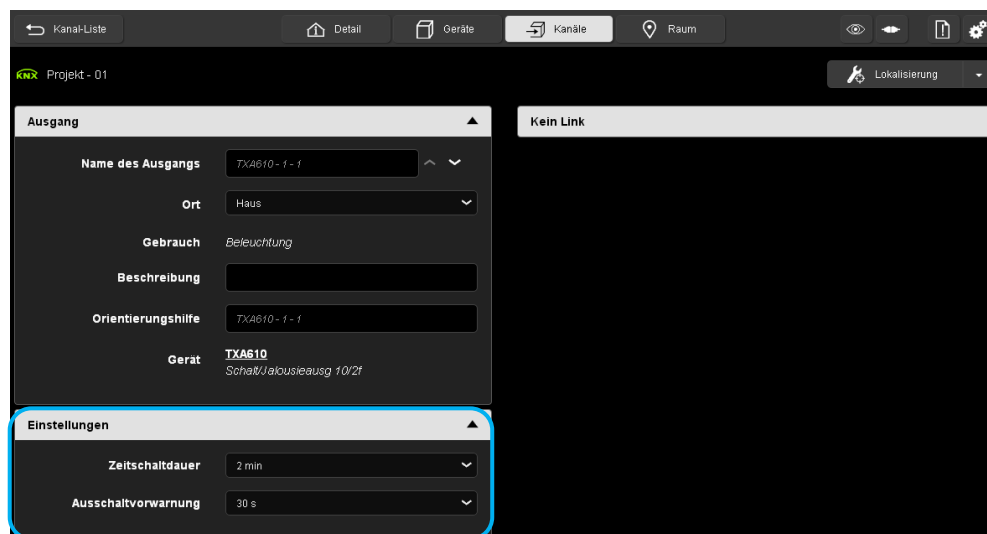 Kanal-Liste
Detail
Geräte
Kanäle
Raum
KNX Projekt - 01
Lokalisierung
Ausgang
Name des Ausgangs TXA610 - 1 - 1
Ort Haus
Gebrauch Beleuchtung
Beschreibung
Orientierungshilfe TXA610 - 1 - 1
Gerät TXA610
Schalt/Jalousieausg 10/2f
Einstellungen
Zeitschaltdauer 2 min
Ausschaltvorwarnung 30 s
Kein Link